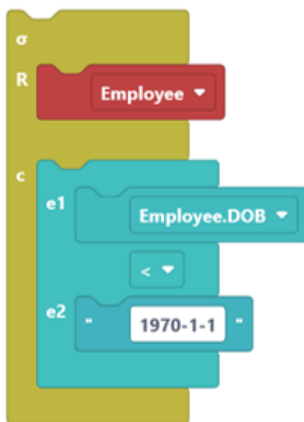 σ
R Employee
c
e1 Employee.DOB
<
e2 " 1970-1-1 "